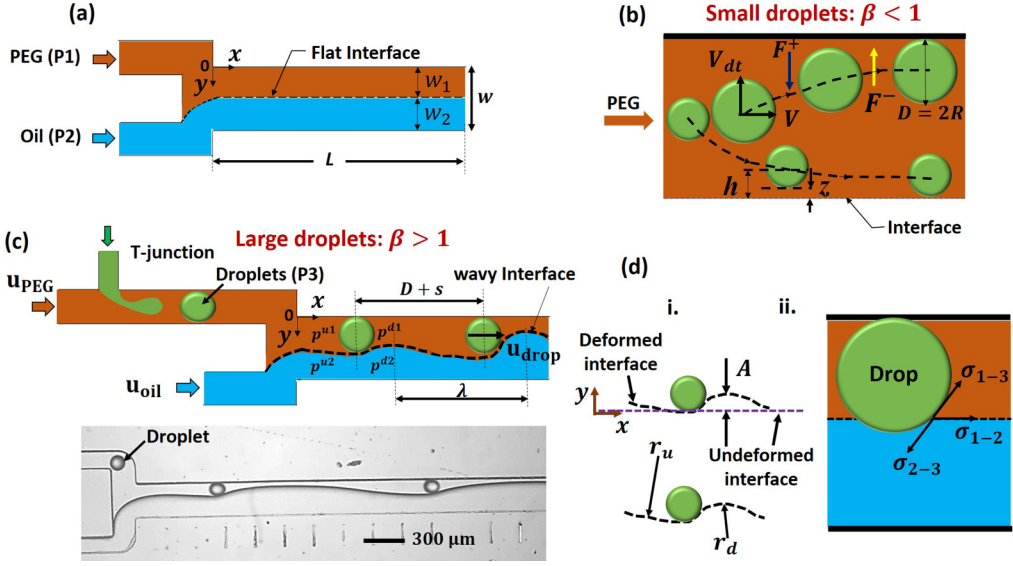 (a)
PEG (P1)
0
x
y
Flat Interface
w₁
w₂
w
Oil (P2)
L
(b)
Small droplets: β < 1
V_dt
F⁺
F⁻
V
D = 2R
PEG
h
z
Interface
(c)
Large droplets: β > 1
T-junction
Droplets (P3)
wavy Interface
u_PEG
0
x
D + s
y
p^{u1}
p^{d1}
p^{u2}
p^{d2}
u_drop
u_oil
λ
Droplet
300 μm
(d)
i.
ii.
Deformed
interface
A
y
x
Undeformed
interface
r_u
r_d
Drop
σ₁₋₃
σ₁₋₂
σ₂₋₃